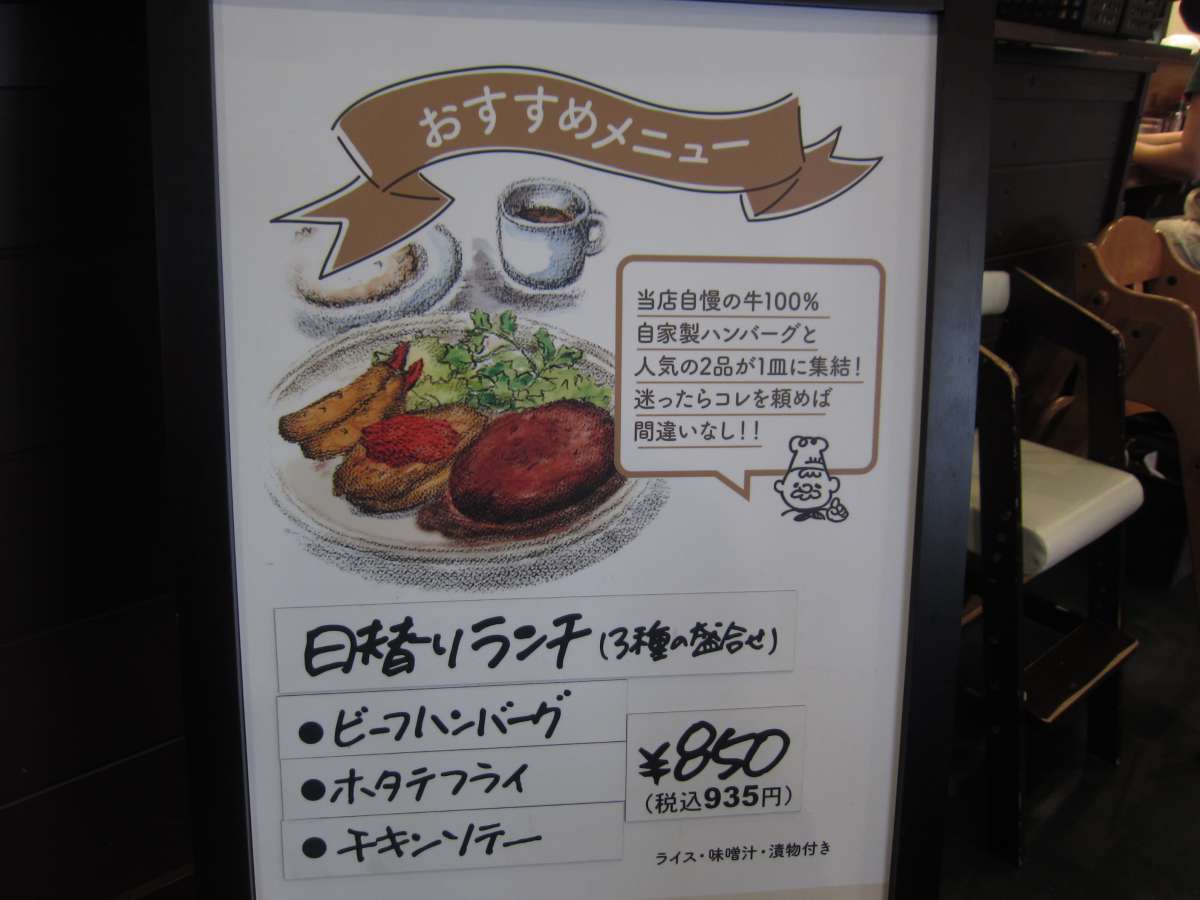 おすすめメニュー
当店自慢の牛100%
自家製ハンバーグと
人気の2品が1皿に集結!
迷ったらコレを頼めば
間違いなし!!
日替りランチ(3種の盛合せ)
●ビーフハンバーグ
●ホタテフライ
●チキンソテー
¥850
(税込935円)
ライス・味噌汁・漬物付き